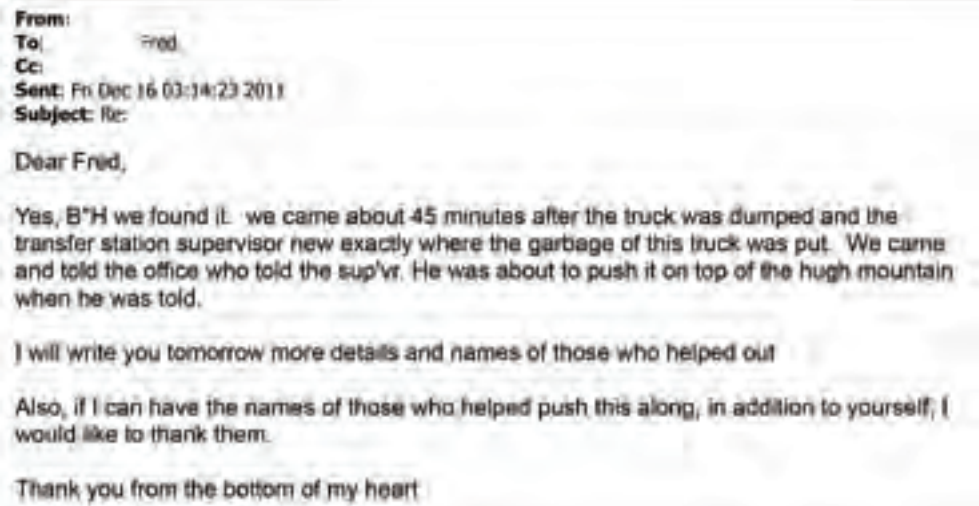 From:
To: Fred
Cc:
Sent: Fri Dec 16 03:14:23 2011
Subject: Re:
Dear Fred,
Yes, B"H we found it. we came about 45 minutes after the truck was dumped and the
transfer station supervisor new exactly where the garbage of this truck was put. We came
and told the office who told the sup'vr. He was about to push it on top of the hugh mountain
when he was told.
I will write you tomorrow more details and names of those who helped out
Also, if I can have the names of those who helped push this along, in addition to yourself, I
would like to thank them.
Thank you from the bottom of my heart